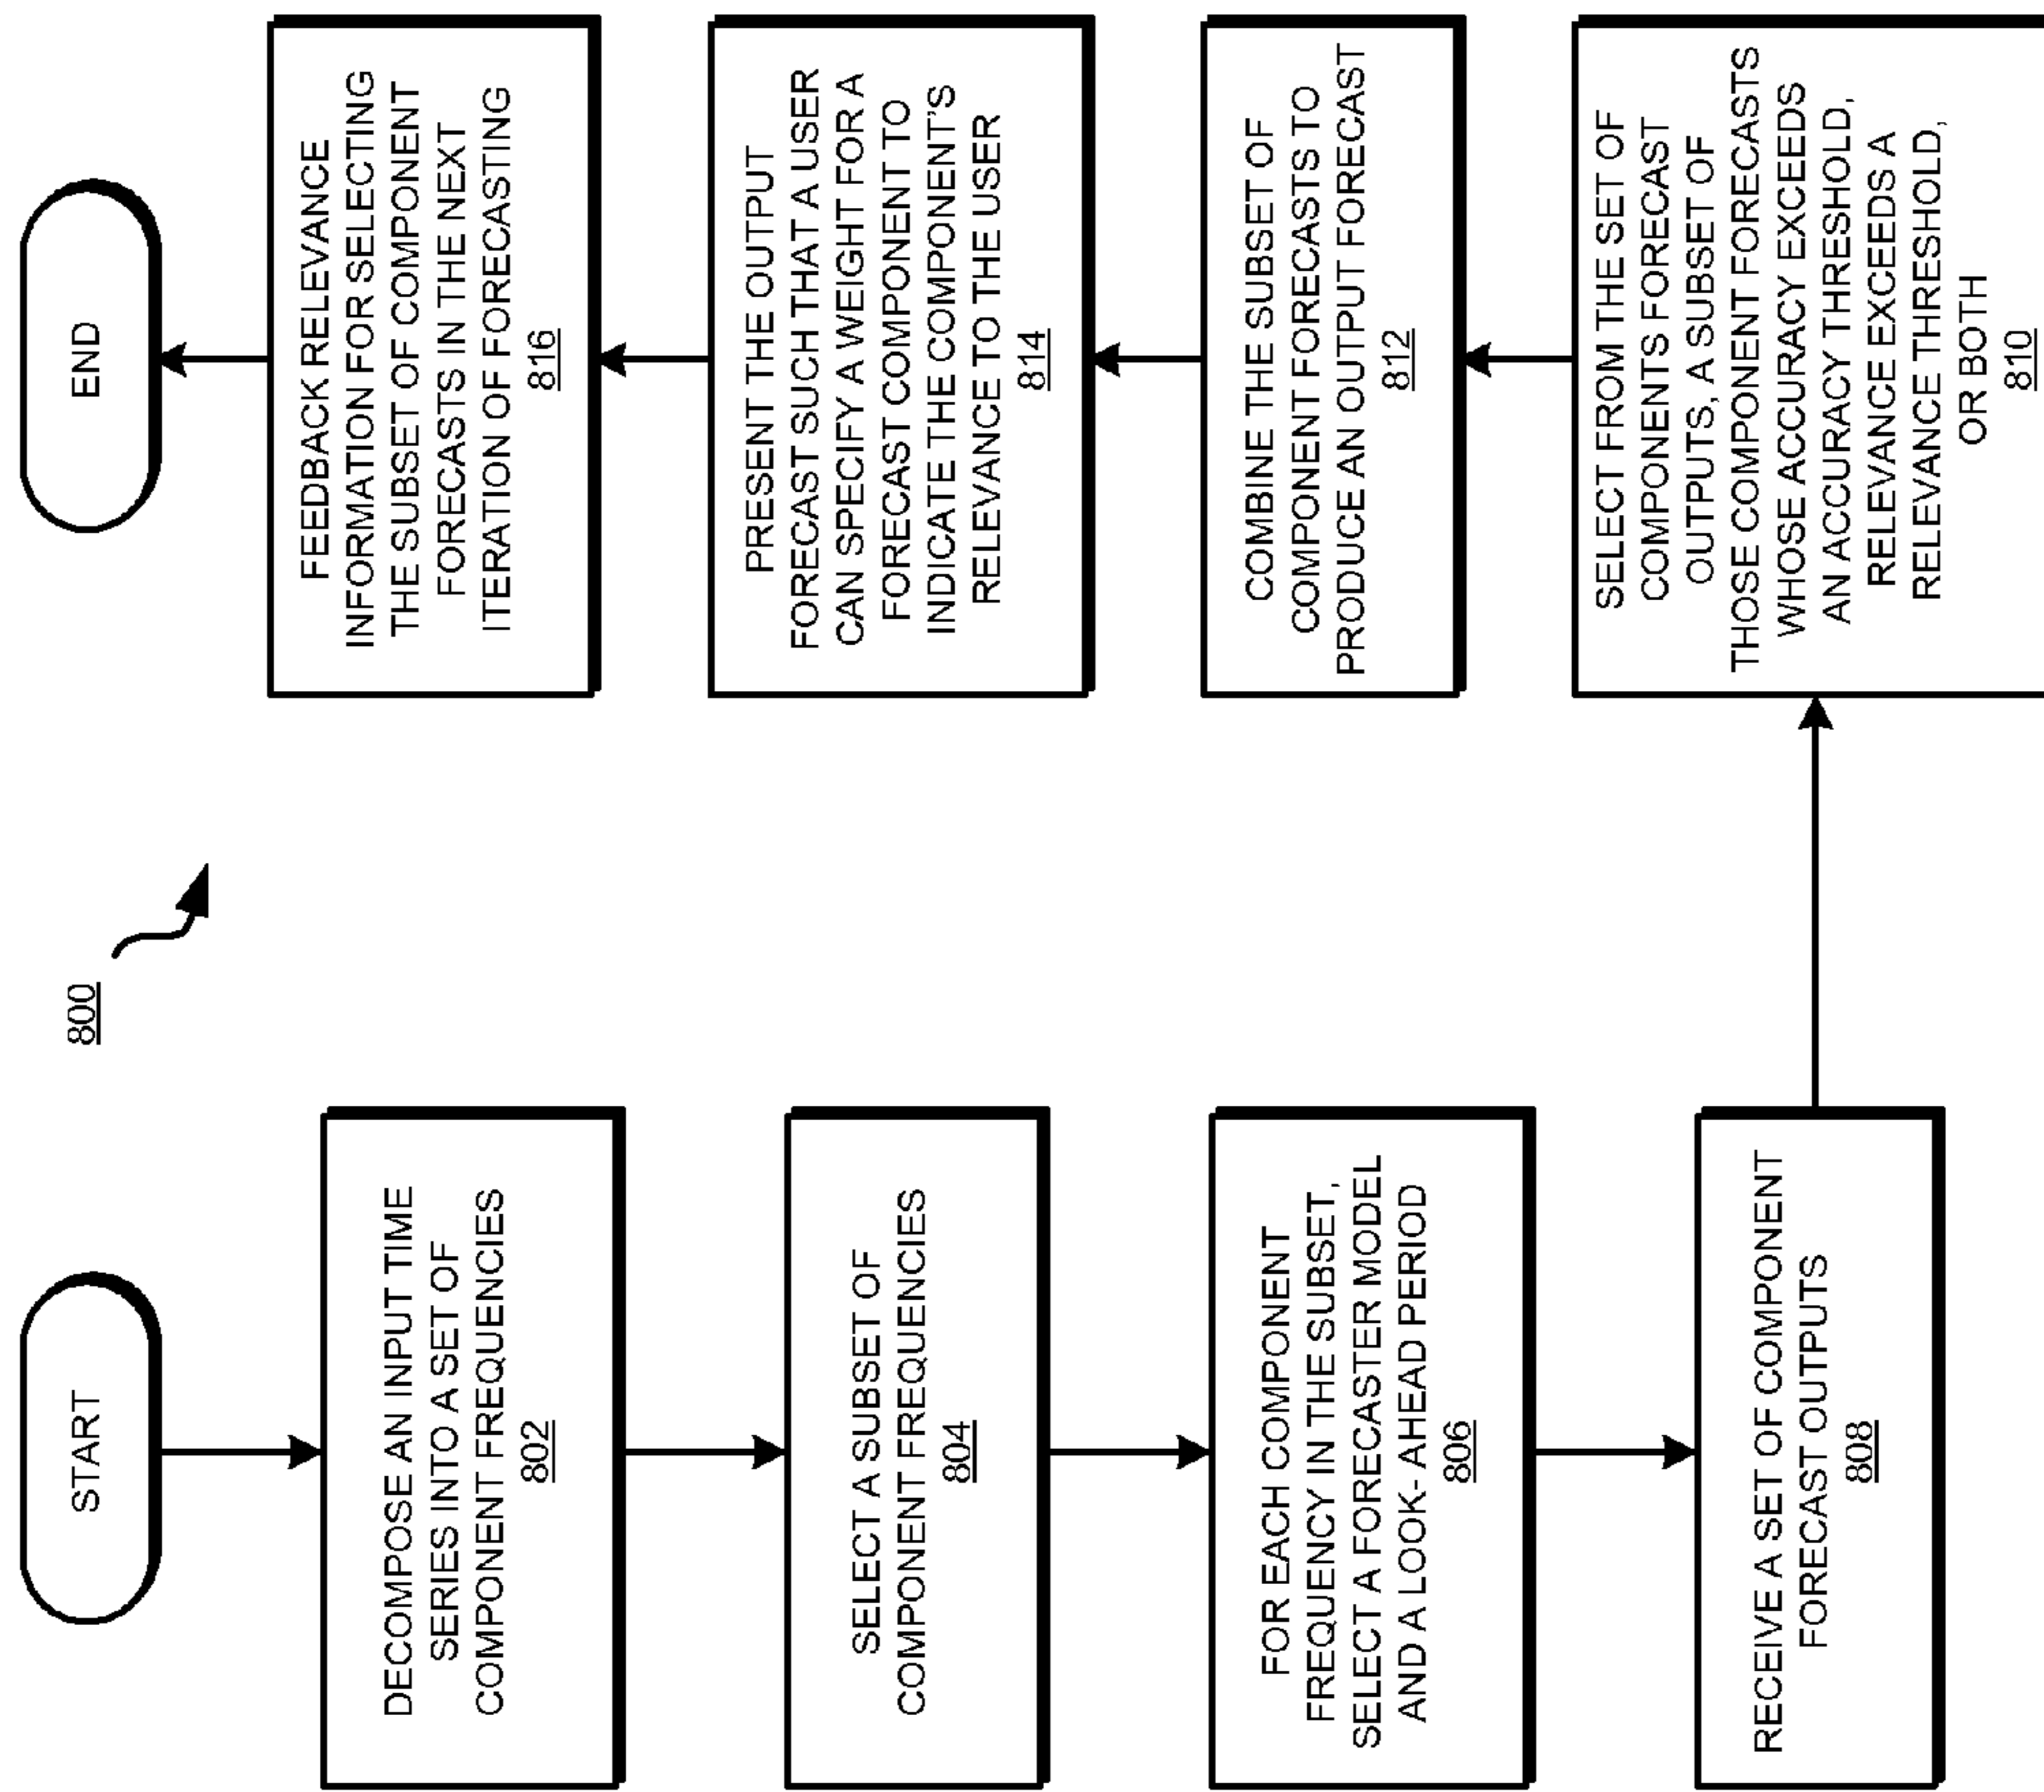 800
START
DECOMPOSE AN INPUT TIME
SERIES INTO A SET OF
COMPONENT FREQUENCIES
802
SELECT A SUBSET OF
COMPONENT FREQUENCIES
804
FOR EACH COMPONENT
FREQUENCY IN THE SUBSET,
SELECT A FORECASTER MODEL
AND A LOOK- AHEAD PERIOD
806
RECEIVE A SET OF COMPONENT
FORECAST OUTPUTS
808
SELECT FROM THE SET OF
COMPONENTS FORECAST
OUTPUTS, A SUBSET OF
THOSE COMPONENT FORECASTS
WHOSE ACCURACY EXCEEDS
AN ACCURACY THRESHOLD,
RELEVANCE EXCEEDS A
RELEVANCE THRESHOLD,
OR BOTH
810
COMBINE THE SUBSET OF
COMPONENT FORECASTS TO
PRODUCE AN OUTPUT FORECAST
812
PRESENT THE OUTPUT
FORECAST SUCH THAT A USER
CAN SPECIFY A WEIGHT FOR A
FORECAST COMPONENT TO
INDICATE THE COMPONENT'S
RELEVANCE TO THE USER
814
FEEDBACK RELEVANCE
INFORMATION FOR SELECTING
THE SUBSET OF COMPONENT
FORECASTS IN THE NEXT
ITERATION OF FORECASTING
816
END